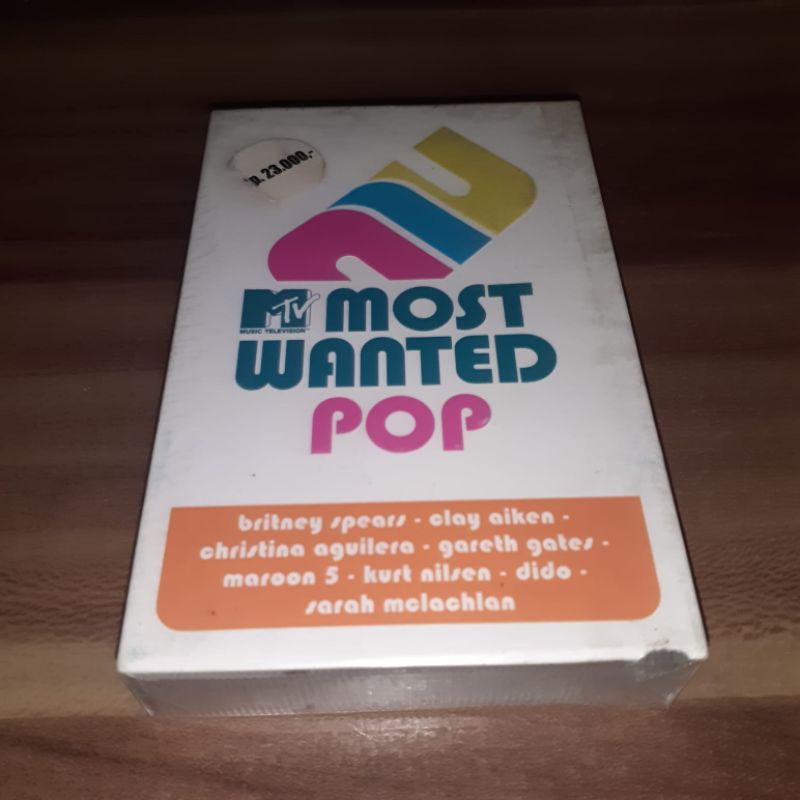 p. 23.000,-
MTV MOST
MUSIC TELEVISION™
WANTED
POP
britney spears - clay aiken -
christina aguilera - gareth gates -
maroon 5 - kurt nilsen - dido -
sarah mclachlan